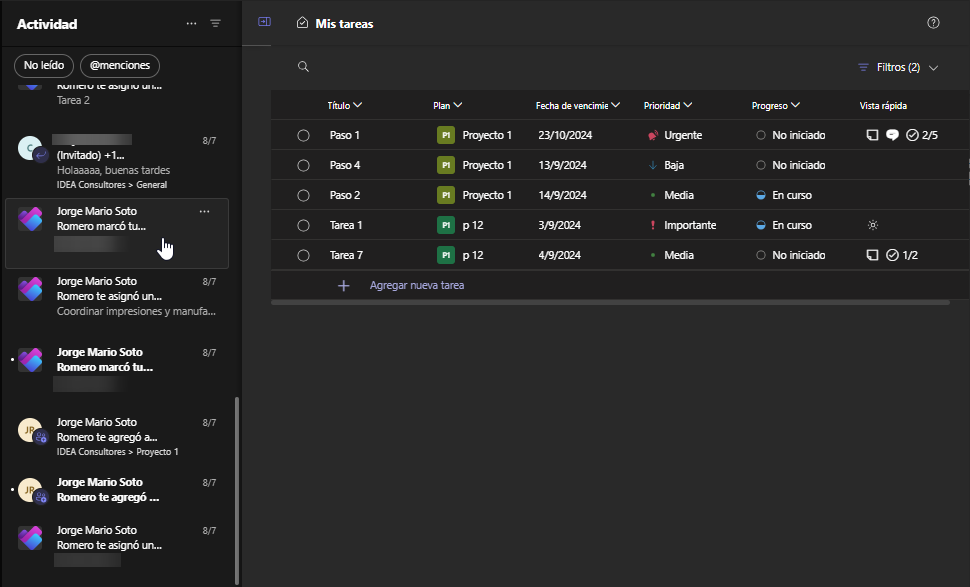 Actividad
No leído
@menciones
Romero te asignó un...
Tarea 2
C
8/7
(Invitado) +1...
Holaaaaa, buenas tardes
IDEA Consultores > General
Jorge Mario Soto
Romero marcó tu...
Jorge Mario Soto
8/7
Romero te asignó un...
Coordinar impresiones y manufa...
Jorge Mario Soto
8/7
Romero marcó tu...
JR
Jorge Mario Soto
8/7
Romero te agregó a...
IDEA Consultores > Proyecto 1
JR
Jorge Mario Soto
8/7
Romero te agregó ...
Jorge Mario Soto
8/7
Romero te asignó un...
Mis tareas
Filtros (2)
Título Plan Fecha de vencimie Prioridad Progreso Vista rápida
Paso 1 P1 Proyecto 1 23/10/2024 Urgente No iniciado 2/5
Paso 4 P1 Proyecto 1 13/9/2024 Baja No iniciado
Paso 2 P1 Proyecto 1 14/9/2024 Media En curso
Tarea 1 P1 p 12 3/9/2024 Importante En curso
Tarea 7 P1 p 12 4/9/2024 Media No iniciado 1/2
Agregar nueva tarea